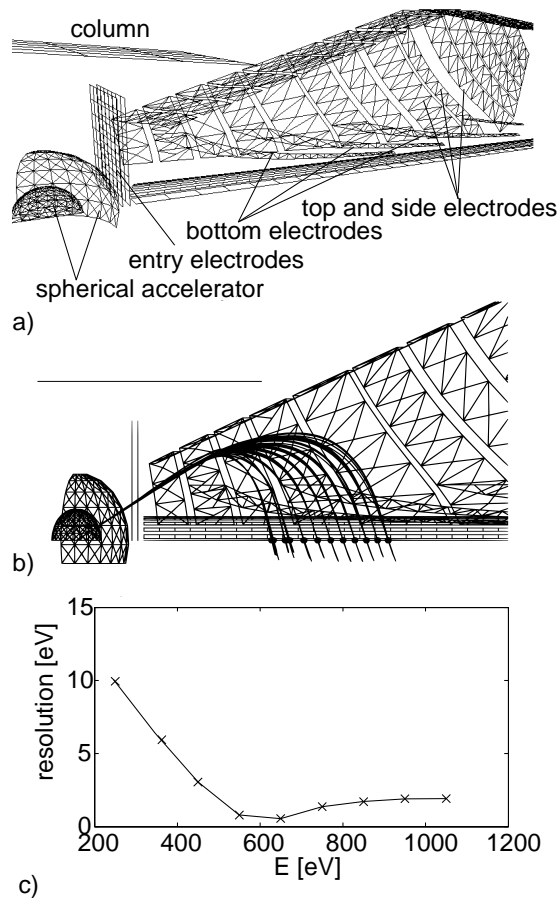 column
top and side electrodes
bottom electrodes
entry electrodes
spherical accelerator
a)
b)
15
10
5
0
resolution [eV]
200 400 600 800 1000 1200
E [eV]
c)